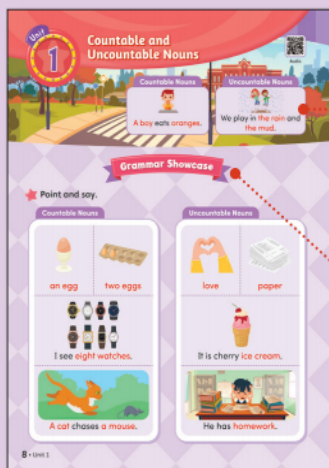 Unit
1
Countable and
Uncountable Nouns
Audio
Countable Nouns
A boy eats oranges.
Uncountable Nouns
We play in the rain and
the mud.
Grammar Showcase
Point and say.
Countable Nouns
an egg
two eggs
I see eight watches.
A cat chases a mouse.
Uncountable Nouns
love
paper
It is cherry ice cream.
He has homework.
8 • Unit 1